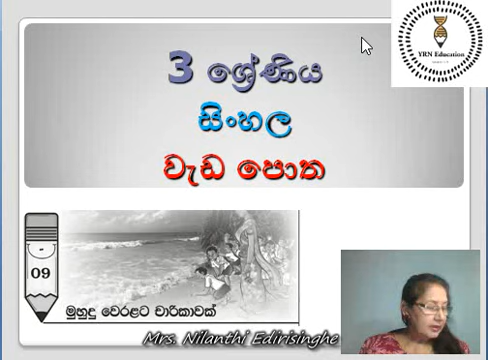 YRN Education
3 ශ්‍රේණිය
සිංහල
වැඩ පොත
09
මුහුදු වෙරළට චාරිකාවක්
Mrs. Nilanthi Edirisinghe